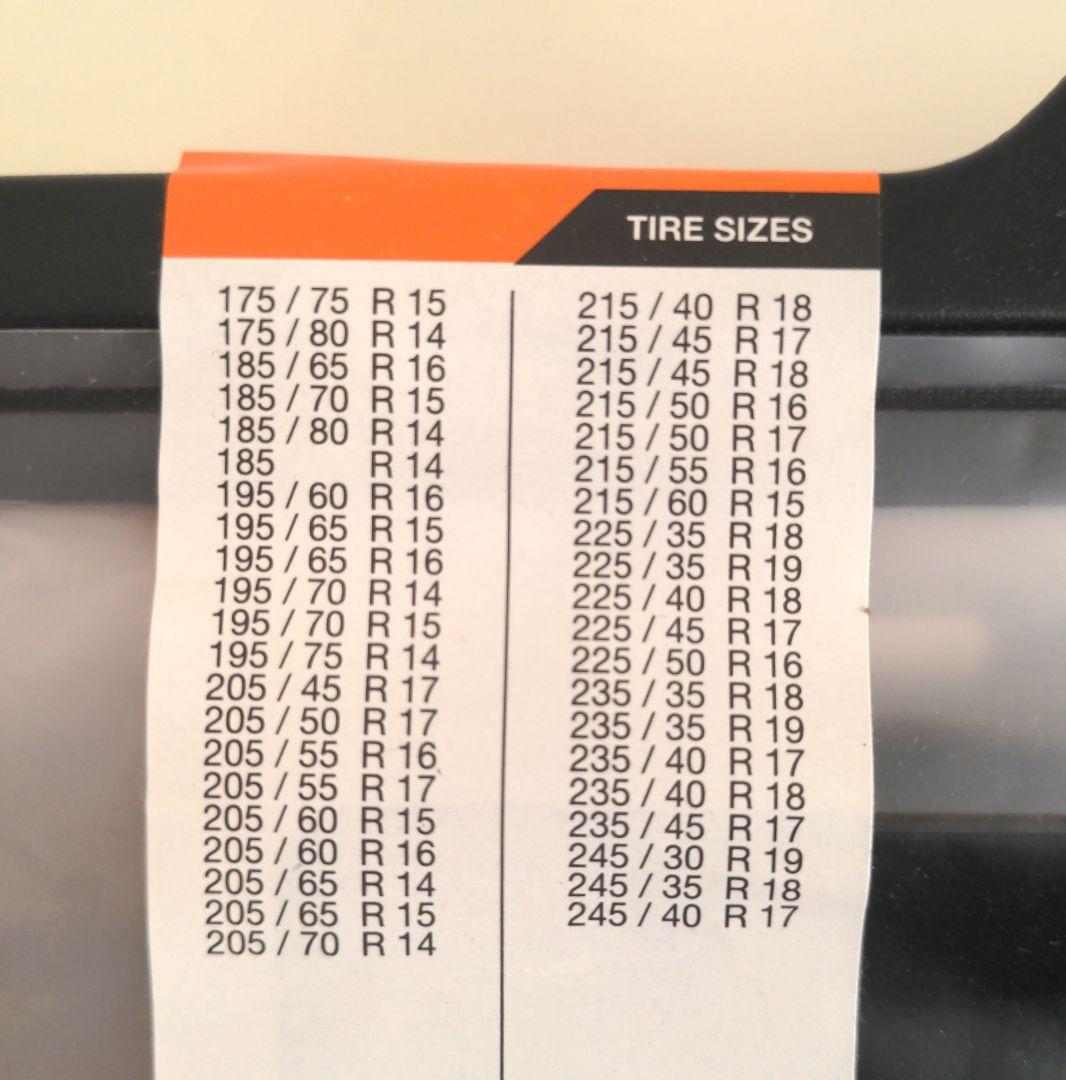 TIRE SIZES
175 / 75 R 15
175 / 80 R 14
185 / 65 R 16
185 / 70 R 15
185 / 80 R 14
185 R 14
195 / 60 R 16
195 / 65 R 15
195 / 65 R 16
195 / 70 R 14
195 / 70 R 15
195 / 75 R 14
205 / 45 R 17
205 / 50 R 17
205 / 55 R 16
205 / 55 R 17
205 / 60 R 15
205 / 60 R 16
205 / 65 R 14
205 / 65 R 15
205 / 70 R 14
215 / 40 R 18
215 / 45 R 17
215 / 45 R 18
215 / 50 R 16
215 / 50 R 17
215 / 55 R 16
215 / 60 R 15
225 / 35 R 18
225 / 35 R 19
225 / 40 R 18
225 / 45 R 17
225 / 50 R 16
235 / 35 R 18
235 / 35 R 19
235 / 40 R 17
235 / 40 R 18
235 / 45 R 17
245 / 30 R 19
245 / 35 R 18
245 / 40 R 17